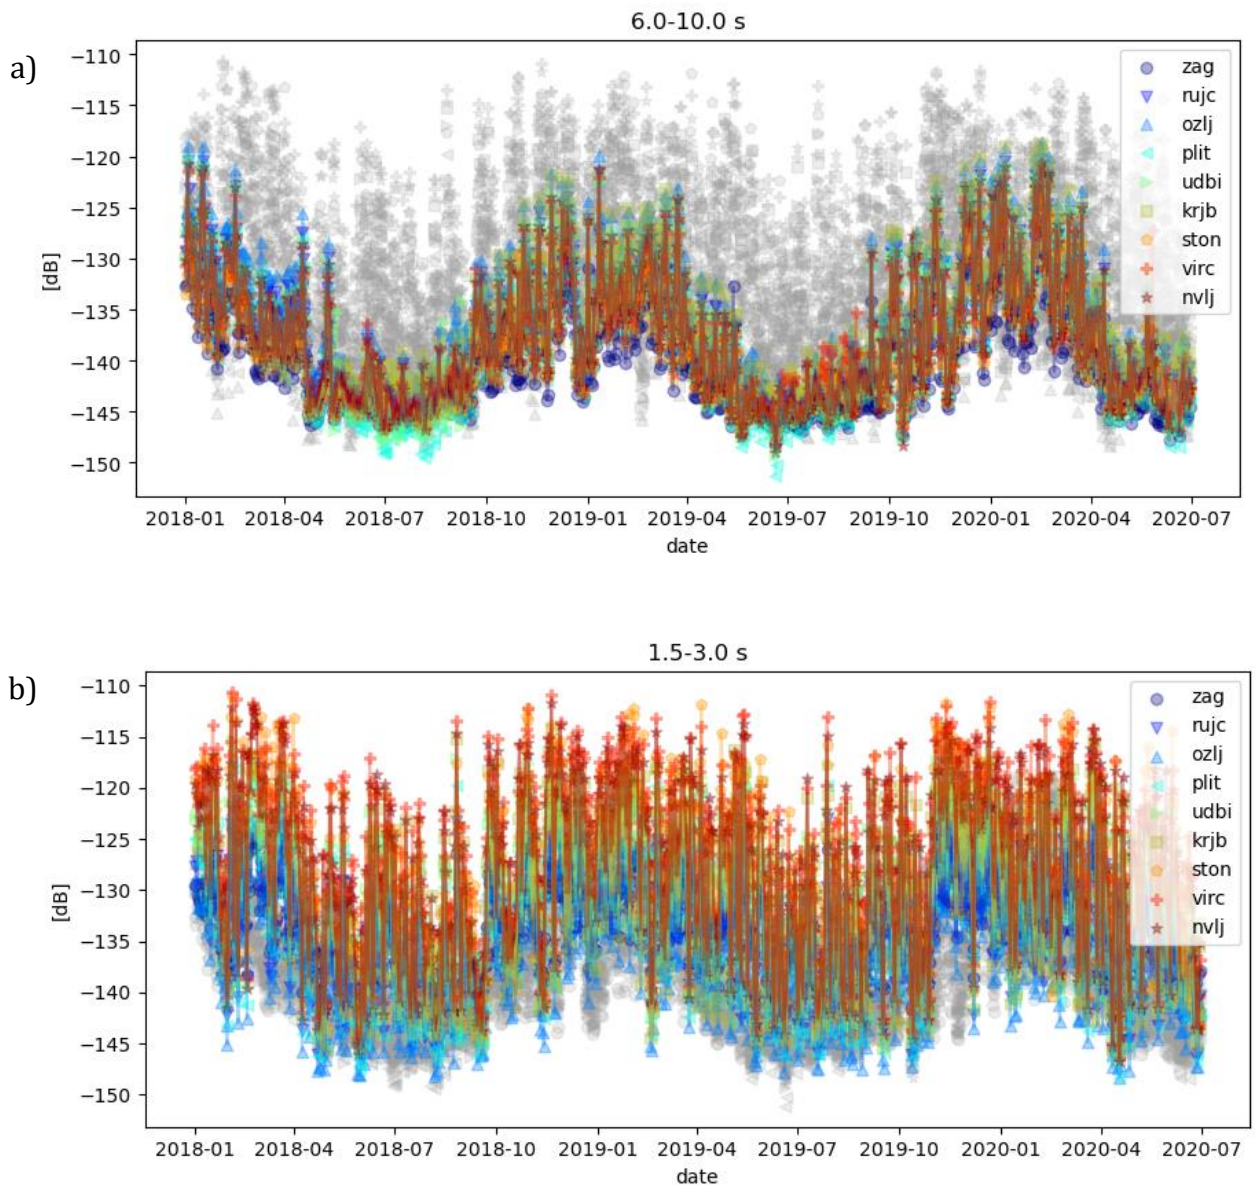 6.0-10.0 s
a)
−110
−115
−120
−125
−130
−135
−140
−145
−150
[dB]
zag
rujc
ozlj
plit
udbi
krjb
ston
virc
nvlj
2018-01 2018-04 2018-07 2018-10 2019-01 2019-04 2019-07 2019-10 2020-01 2020-04 2020-07
date
1.5-3.0 s
b)
−110
−115
−120
−125
−130
−135
−140
−145
−150
[dB]
zag
rujc
ozlj
plit
udbi
krjb
ston
virc
nvlj
2018-01 2018-04 2018-07 2018-10 2019-01 2019-04 2019-07 2019-10 2020-01 2020-04 2020-07
date